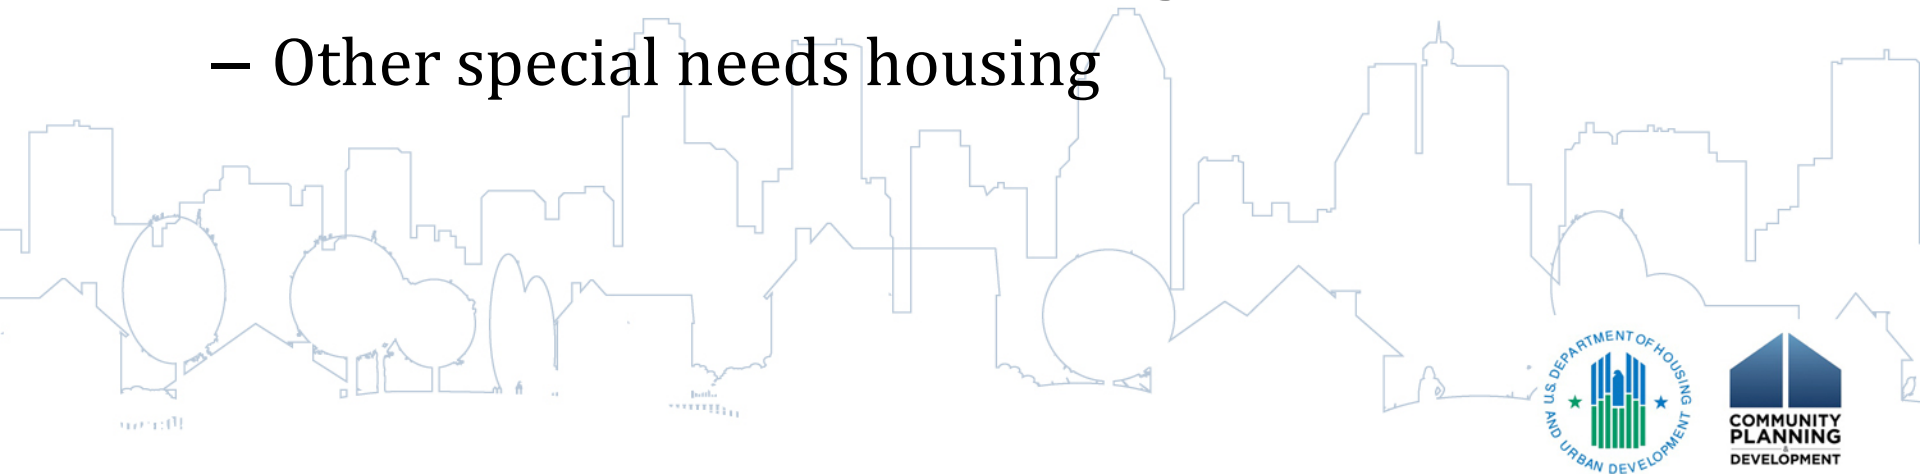 – Other special needs housing
U.S. DEPARTMENT OF HOUSING
AND URBAN DEVELOPMENT
COMMUNITY
PLANNING
&
DEVELOPMENT